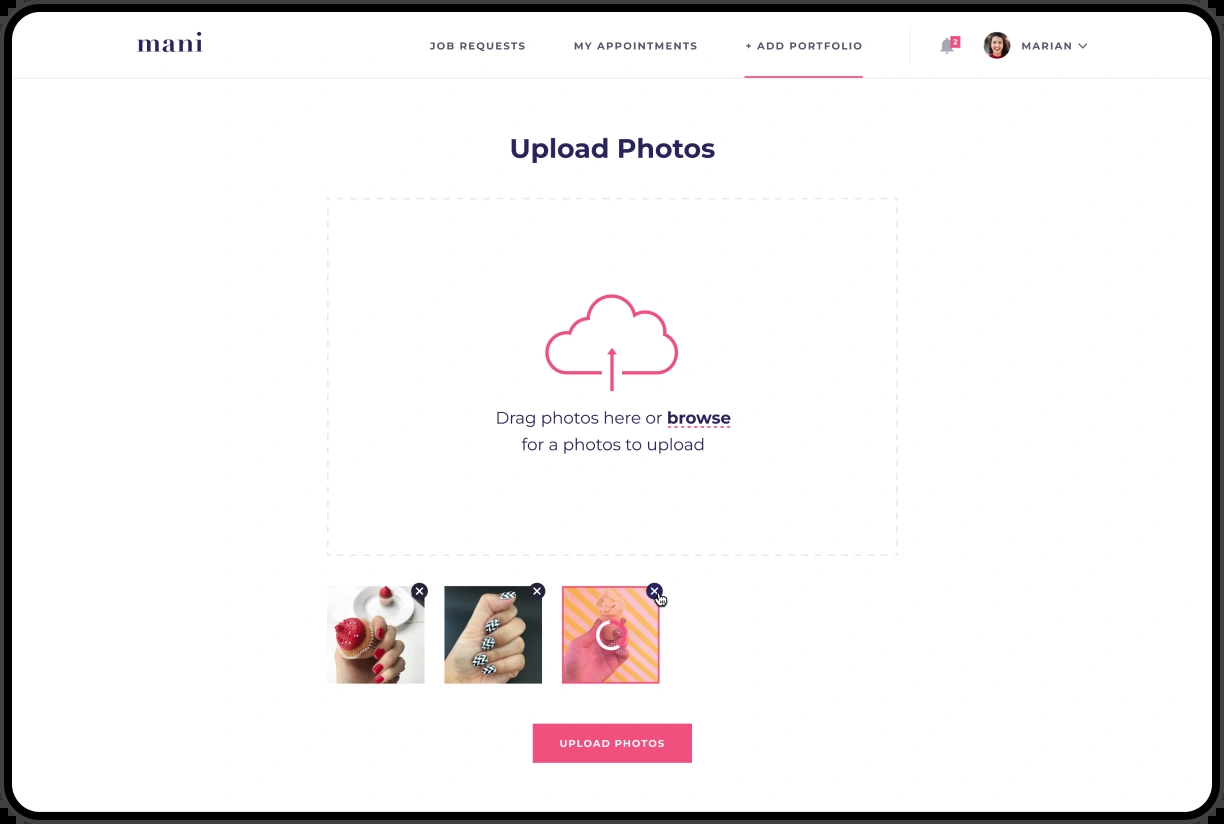 mani
JOB REQUESTS
MY APPOINTMENTS
+ ADD PORTFOLIO
2
MARIAN
Upload Photos
Drag photos here or browse
for a photos to upload
UPLOAD PHOTOS